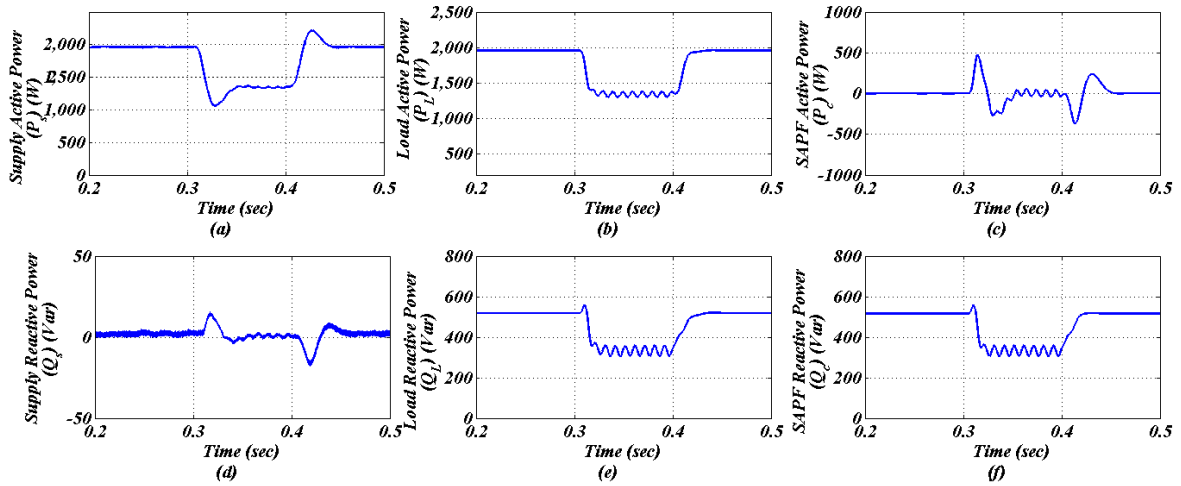 Supply Active Power
(Pₛ) (W)
2,000
1,500
1,000
500
0
0.2
0.3
0.4
0.5
Time (sec)
(a)
Load Active Power
(P_L) (W)
2,500
2,000
1,500
1,000
500
0.2
0.3
0.4
0.5
Time (sec)
(b)
SAPF Active Power
(P_c) (W)
1000
500
0
-500
-1000
0.2
0.3
0.4
0.5
Time (sec)
(c)
Supply Reactive Power
(Qₛ) (Var)
50
0
-50
0.2
0.3
0.4
0.5
Time (sec)
(d)
Load Reactive Power
(Q_L) (Var)
800
600
400
200
0
0.2
0.3
0.4
0.5
Time (sec)
(e)
SAPF Reactive Power
(Q_c) (Var)
800
600
400
200
0
0.2
0.3
0.4
0.5
Time (sec)
(f)